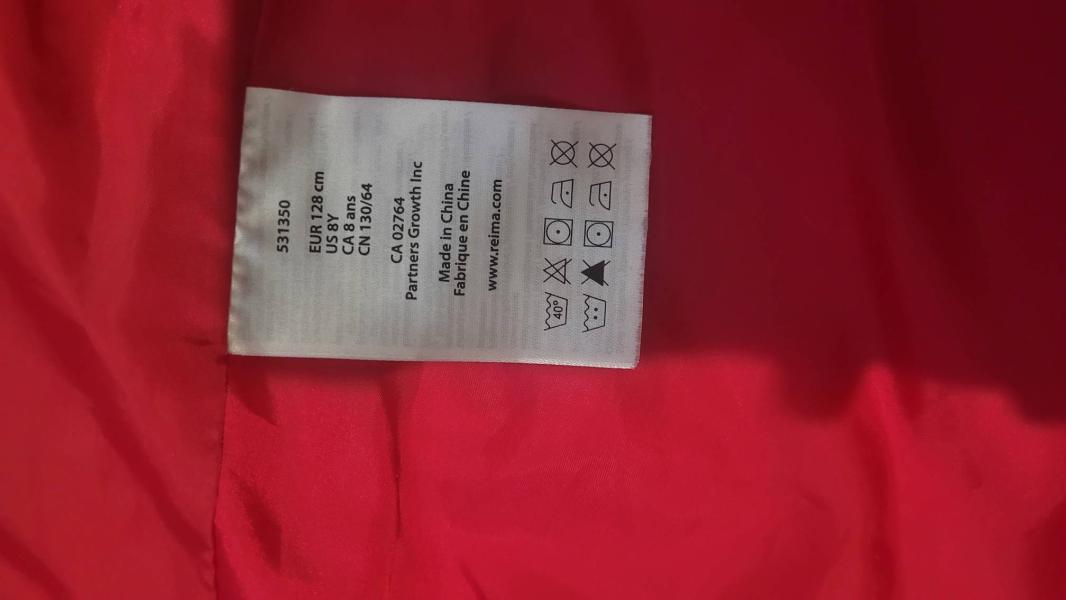 531350
EUR 128 cm
US 8Y
CA 8 ans
CN 130/64
CA 02764
Partners Growth Inc
Made in China
Fabrique en Chine
www.reima.com
40°